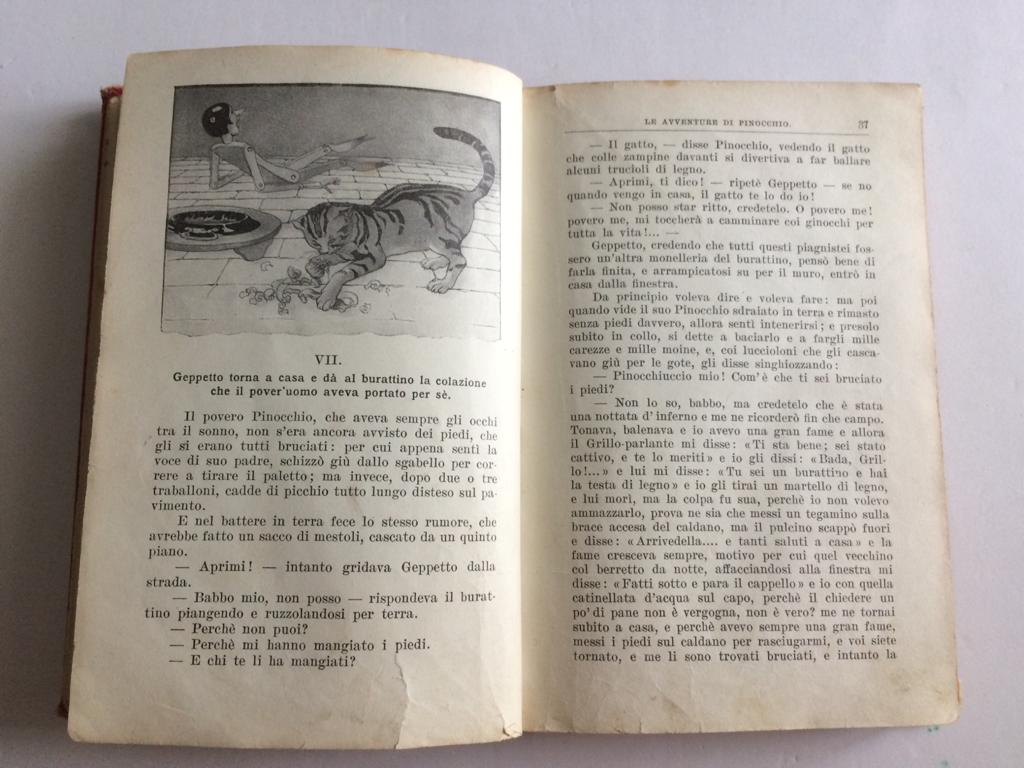 VII.
Geppetto torna a casa e dà al burattino la colazione
che il pover'uomo aveva portato per sè.
Il povero Pinocchio, che aveva sempre gli occhi
tra il sonno, non s'era ancora avvisto dei piedi, che
gli si erano tutti bruciati: per cui appena sentì la
voce di suo padre, schizzò giù dallo sgabello per cor-
rere a tirare il paletto; ma invece, dopo due o tre
traballoni, cadde di picchio tutto lungo disteso sul pa-
vimento.
E nel battere in terra fece lo stesso rumore, che
avrebbe fatto un sacco di mestoli, cascato da un quinto
piano.
— Aprimi! — intanto gridava Geppetto dalla
strada.
— Babbo mio, non posso — rispondeva il burat-
tino piangendo e ruzzolandosi per terra.
— Perchè non puoi?
— Perchè mi hanno mangiato i piedi.
— E chi te li ha mangiati?
LE AVVENTURE DI PINOCCHIO. 37
— Il gatto, — disse Pinocchio, vedendo il gatto
che colle zampine davanti si divertiva a far ballare
alcuni trucioli di legno.
— Aprimi, ti dico! — ripetè Geppetto — se no
quando vengo in casa, il gatto te lo do io!
— Non posso star ritto, credetelo. O povero me!
povero me, mi toccherà a camminare coi ginocchi per
tutta la vita!... —
Geppetto, credendo che tutti questi piagnistei fos-
sero un'altra monelleria del burattino, pensò bene di
farla finita, e arrampicatosi su per il muro, entrò in
casa dalla finestra.
Da principio voleva dire e voleva fare: ma poi
quando vide il suo Pinocchio sdraiato in terra e rimasto
senza piedi davvero, allora sentì intenerirsi; e presolo
subito in collo, si dette a baciarlo e a fargli mille
carezze e mille moine, e, coi luccioloni che gli casca-
vano giù per le gote, gli disse singhiozzando:
— Pinocchiuccio mio! Com'è che ti sei bruciato
i piedi?
— Non lo so, babbo, ma credetelo che è stata
una nottata d'inferno e me ne ricorderò fin che campo.
Tonava, balenava e io avevo una gran fame e allora
il Grillo-parlante mi disse: «Ti sta bene; sei stato
cattivo, e te lo meriti» e io gli dissi: «Bada, Gril-
lo!...» e lui mi disse: «Tu sei un burattino e hai
la testa di legno» e io gli tirai un martello di legno,
e lui morì, ma la colpa fu sua, perchè io non volevo
ammazzarlo, prova ne sia che messi un tegamino sulla
brace accesa del caldano, ma il pulcino scappò fuori
e disse: «Arrivedella.... e tanti saluti a casa» e la
fame cresceva sempre, motivo per cui quel vecchino
col berretto da notte, affacciandosi alla finestra mi
disse: «Fatti sotto e para il cappello» e io con quella
catinellata d'acqua sul capo, perchè il chiedere un
po' di pane non è vergogna, non è vero? me ne tornai
subito a casa, e perchè avevo sempre una gran fame,
messi i piedi sul caldano per rasciugarmi, e voi siete
tornato, e me li sono trovati bruciati, e intanto la